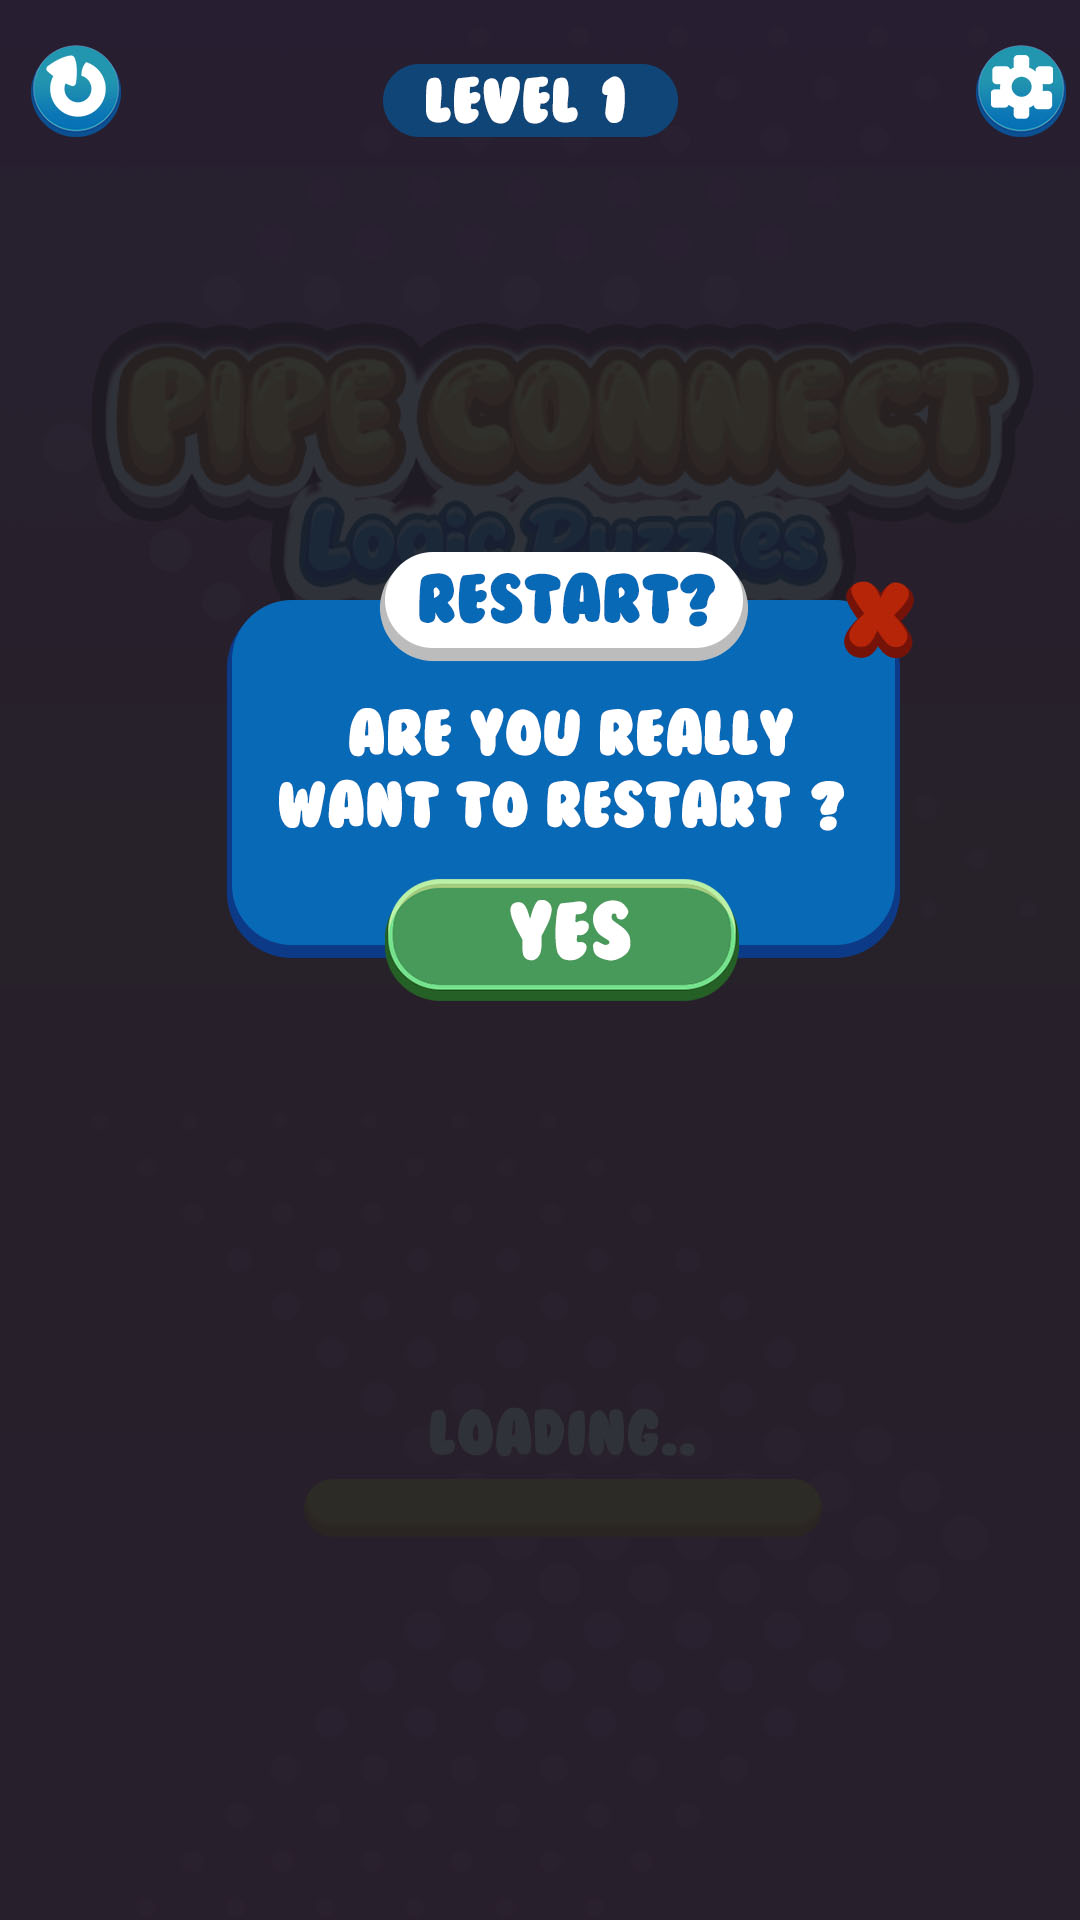 LEVEL 1
PIPE CONNECT
Logic Puzzles
RESTART?
ARE YOU REALLY
WANT TO RESTART ?
YES
LOADING..